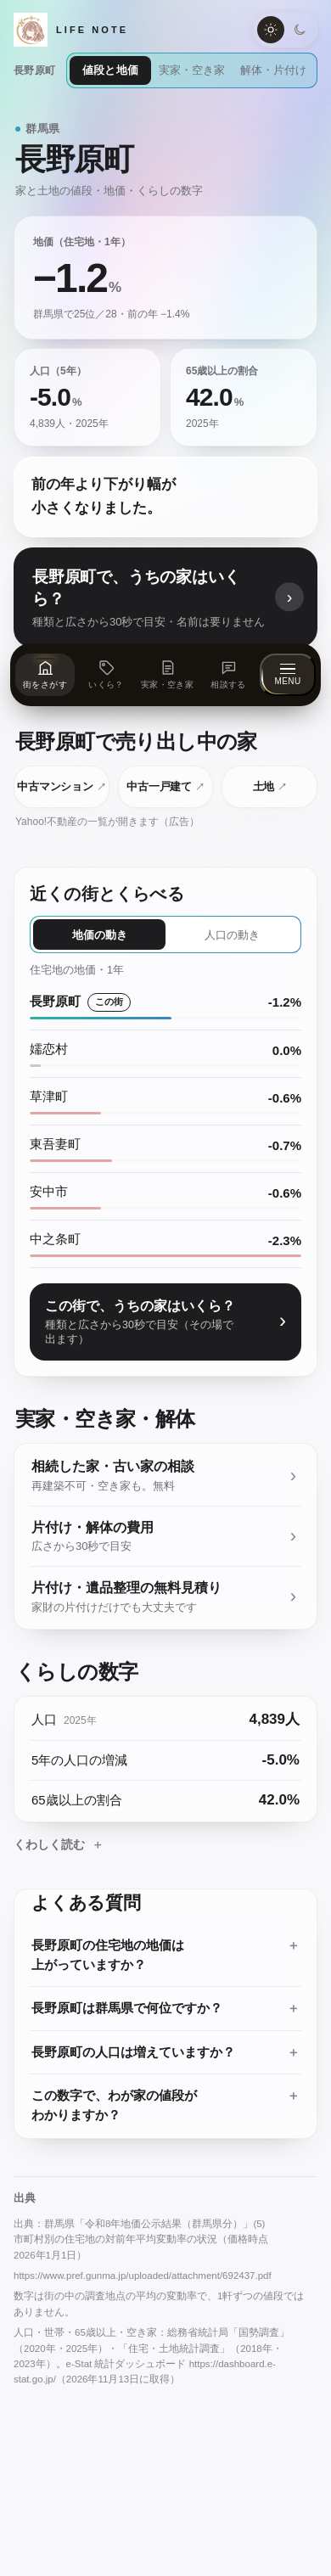 LIFE NOTE
長野原町
値段と地価
実家・空き家
解体・片付け
群馬県
長野原町
家と土地の値段・地価・くらしの数字
地価（住宅地・1年）
−1.2%
群馬県で25位／28・前の年 −1.4%
人口（5年）
-5.0%
4,839人・2025年
65歳以上の割合
42.0%
2025年
前の年より下がり幅が
小さくなりました。
長野原町で、うちの家はいく
ら？
種類と広さから30秒で目安・名前は要りません
›
街をさがす
いくら？
実家・空き家
相談する
MENU
長野原町で売り出し中の家
中古マンション ↗
中古一戸建て ↗
土地 ↗
Yahoo!不動産の一覧が開きます（広告）
近くの街とくらべる
地価の動き
人口の動き
住宅地の地価・1年
長野原町 この街 -1.2%
嬬恋村 0.0%
草津町 -0.6%
東吾妻町 -0.7%
安中市 -0.6%
中之条町 -2.3%
この街で、うちの家はいくら？
種類と広さから30秒で目安（その場で
出ます）
›
実家・空き家・解体
相続した家・古い家の相談
再建築不可・空き家も。無料
›
片付け・解体の費用
広さから30秒で目安
›
片付け・遺品整理の無料見積り
家財の片付けだけでも大丈夫です
›
くらしの数字
人口 2025年 4,839人
5年の人口の増減 -5.0%
65歳以上の割合 42.0%
くわしく読む ＋
よくある質問
長野原町の住宅地の地価は
上がっていますか？
+
長野原町は群馬県で何位ですか？ +
長野原町の人口は増えていますか？ +
この数字で、わが家の値段が
わかりますか？
+
出典
出典：群馬県「令和8年地価公示結果（群馬県分）」(5)
市町村別の住宅地の対前年平均変動率の状況（価格時点
2026年1月1日）
https://www.pref.gunma.jp/uploaded/attachment/692437.pdf
数字は街の中の調査地点の平均の変動率で、1軒ずつの値段では
ありません。
人口・世帯・65歳以上・空き家：総務省統計局「国勢調査」
（2020年・2025年）・「住宅・土地統計調査」（2018年・
2023年）。e-Stat 統計ダッシュボード https://dashboard.e-
stat.go.jp/（2026年11月13日に取得）